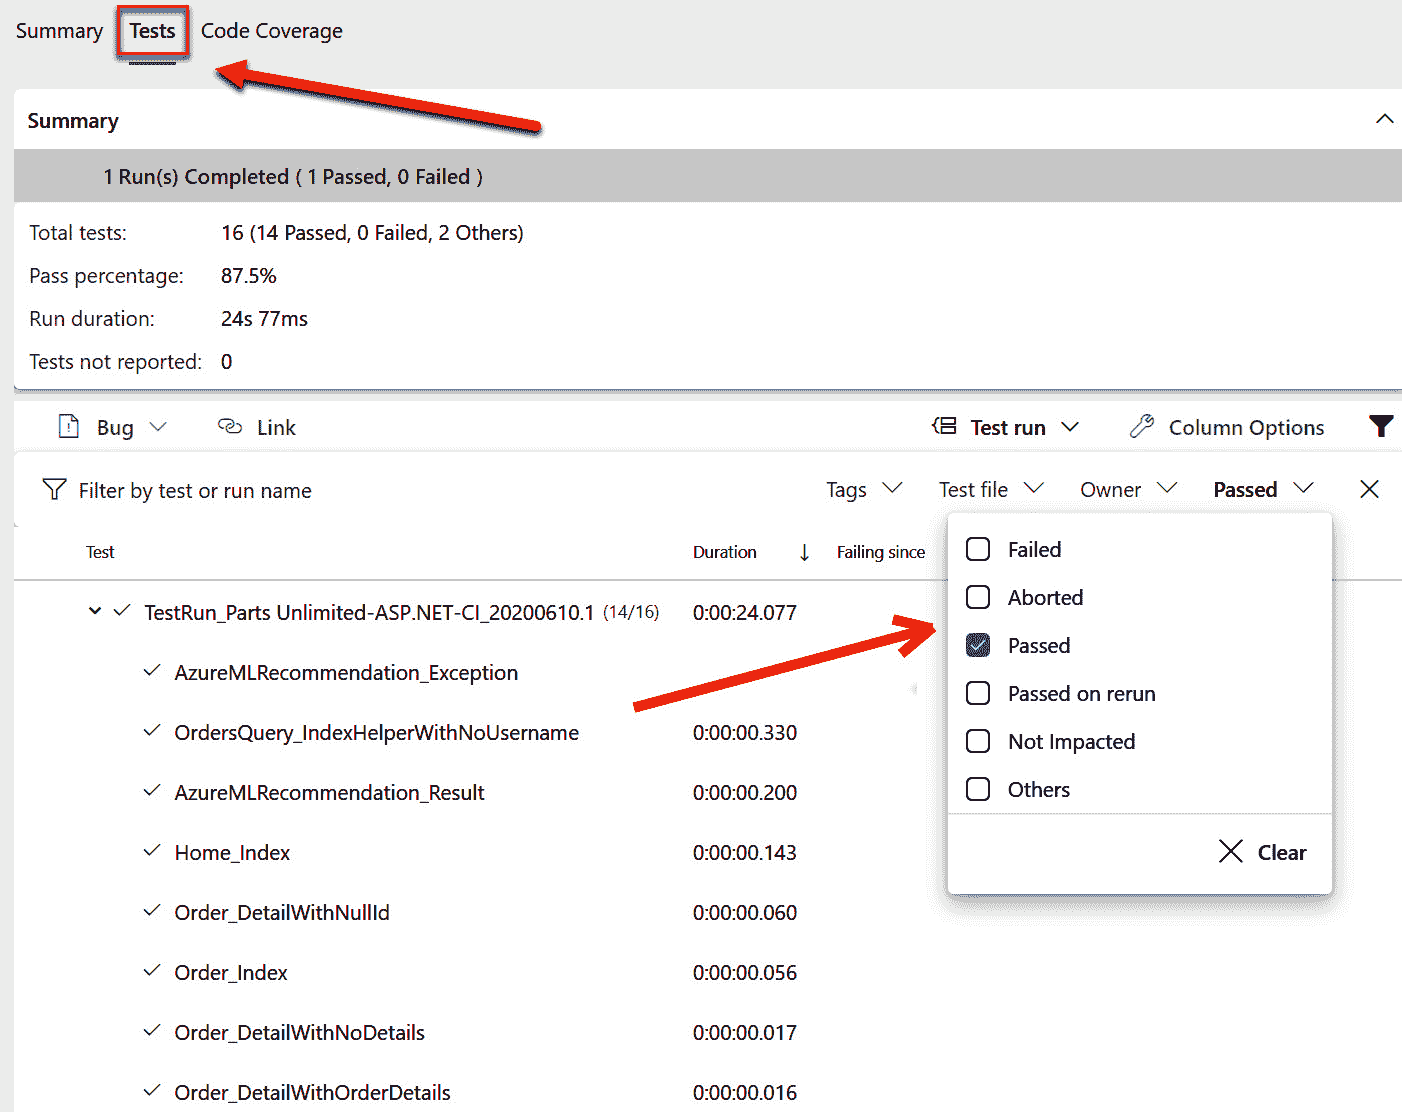 Summary Tests Code Coverage
Summary
1 Run(s) Completed ( 1 Passed, 0 Failed )
Total tests: 16 (14 Passed, 0 Failed, 2 Others)
Pass percentage: 87.5%
Run duration: 24s 77ms
Tests not reported: 0
Bug Link Test run Column Options
Filter by test or run name Tags Test file Owner Passed
Test Duration Failing since
Failed
Aborted
Passed
Passed on rerun
Not Impacted
Others
Clear
TestRun_Parts Unlimited-ASP.NET-CI_20200610.1 (14/16) 0:00:24.077
AzureMLRecommendation_Exception
OrdersQuery_IndexHelperWithNoUsername 0:00:00.330
AzureMLRecommendation_Result 0:00:00.200
Home_Index 0:00:00.143
Order_DetailWithNullId 0:00:00.060
Order_Index 0:00:00.056
Order_DetailWithNoDetails 0:00:00.017
Order_DetailWithOrderDetails 0:00:00.016